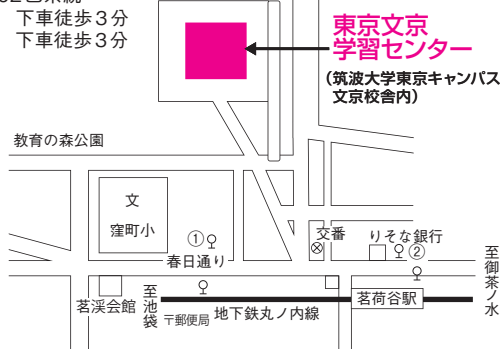 下車徒歩３分
下車徒歩３分
東京文京
学習センター
（筑波大学東京キャンパス
文京校舎内）
教育の森公園
文
窪町小
①
春日通り
交番
りそな銀行
②
至御茶ノ水
茗渓会館
至池袋
〒郵便局
地下鉄丸ノ内線
茗荷谷駅